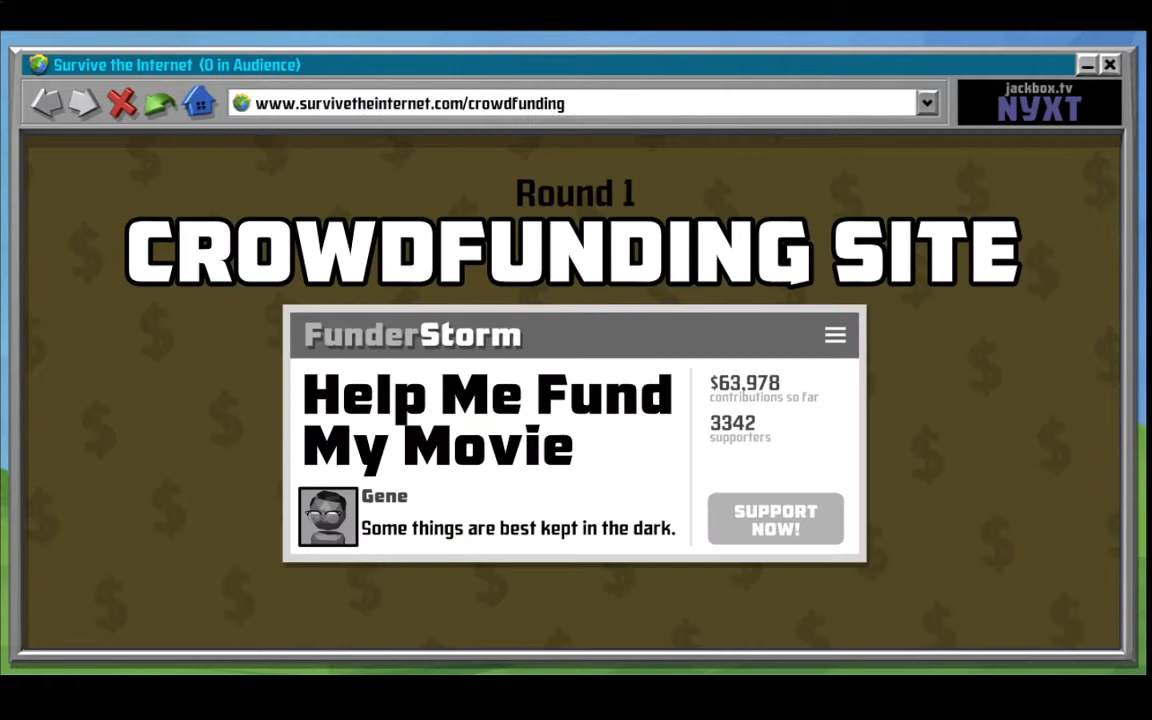 Survive the Internet (0 in Audience)
www.survivetheinternet.com/crowdfunding
jackbox.tv
NYXT
Round 1
CROWDFUNDING SITE
FunderStorm
Help Me Fund
My Movie
$63,978
contributions so far
3342
supporters
Gene
Some things are best kept in the dark.
SUPPORT
NOW!